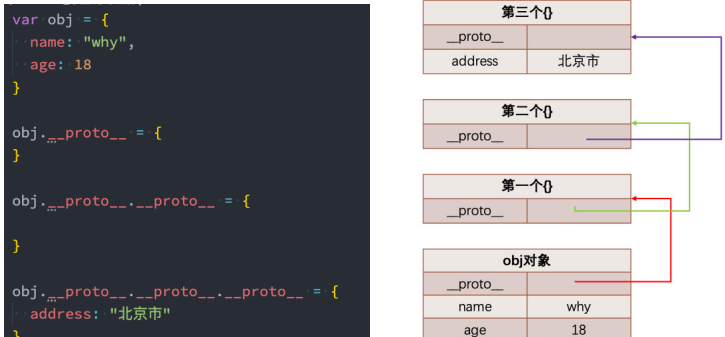 var obj = {
name: "why",
age: 18
}
obj.__proto__ = {
}
obj.__proto__.__proto__ = {
}
obj.__proto__.__proto__.__proto__ = {
address: "北京市"
}
第三个{}
__proto__
address 北京市
第二个{}
__proto__
第一个{}
__proto__
obj对象
__proto__
name why
age 18